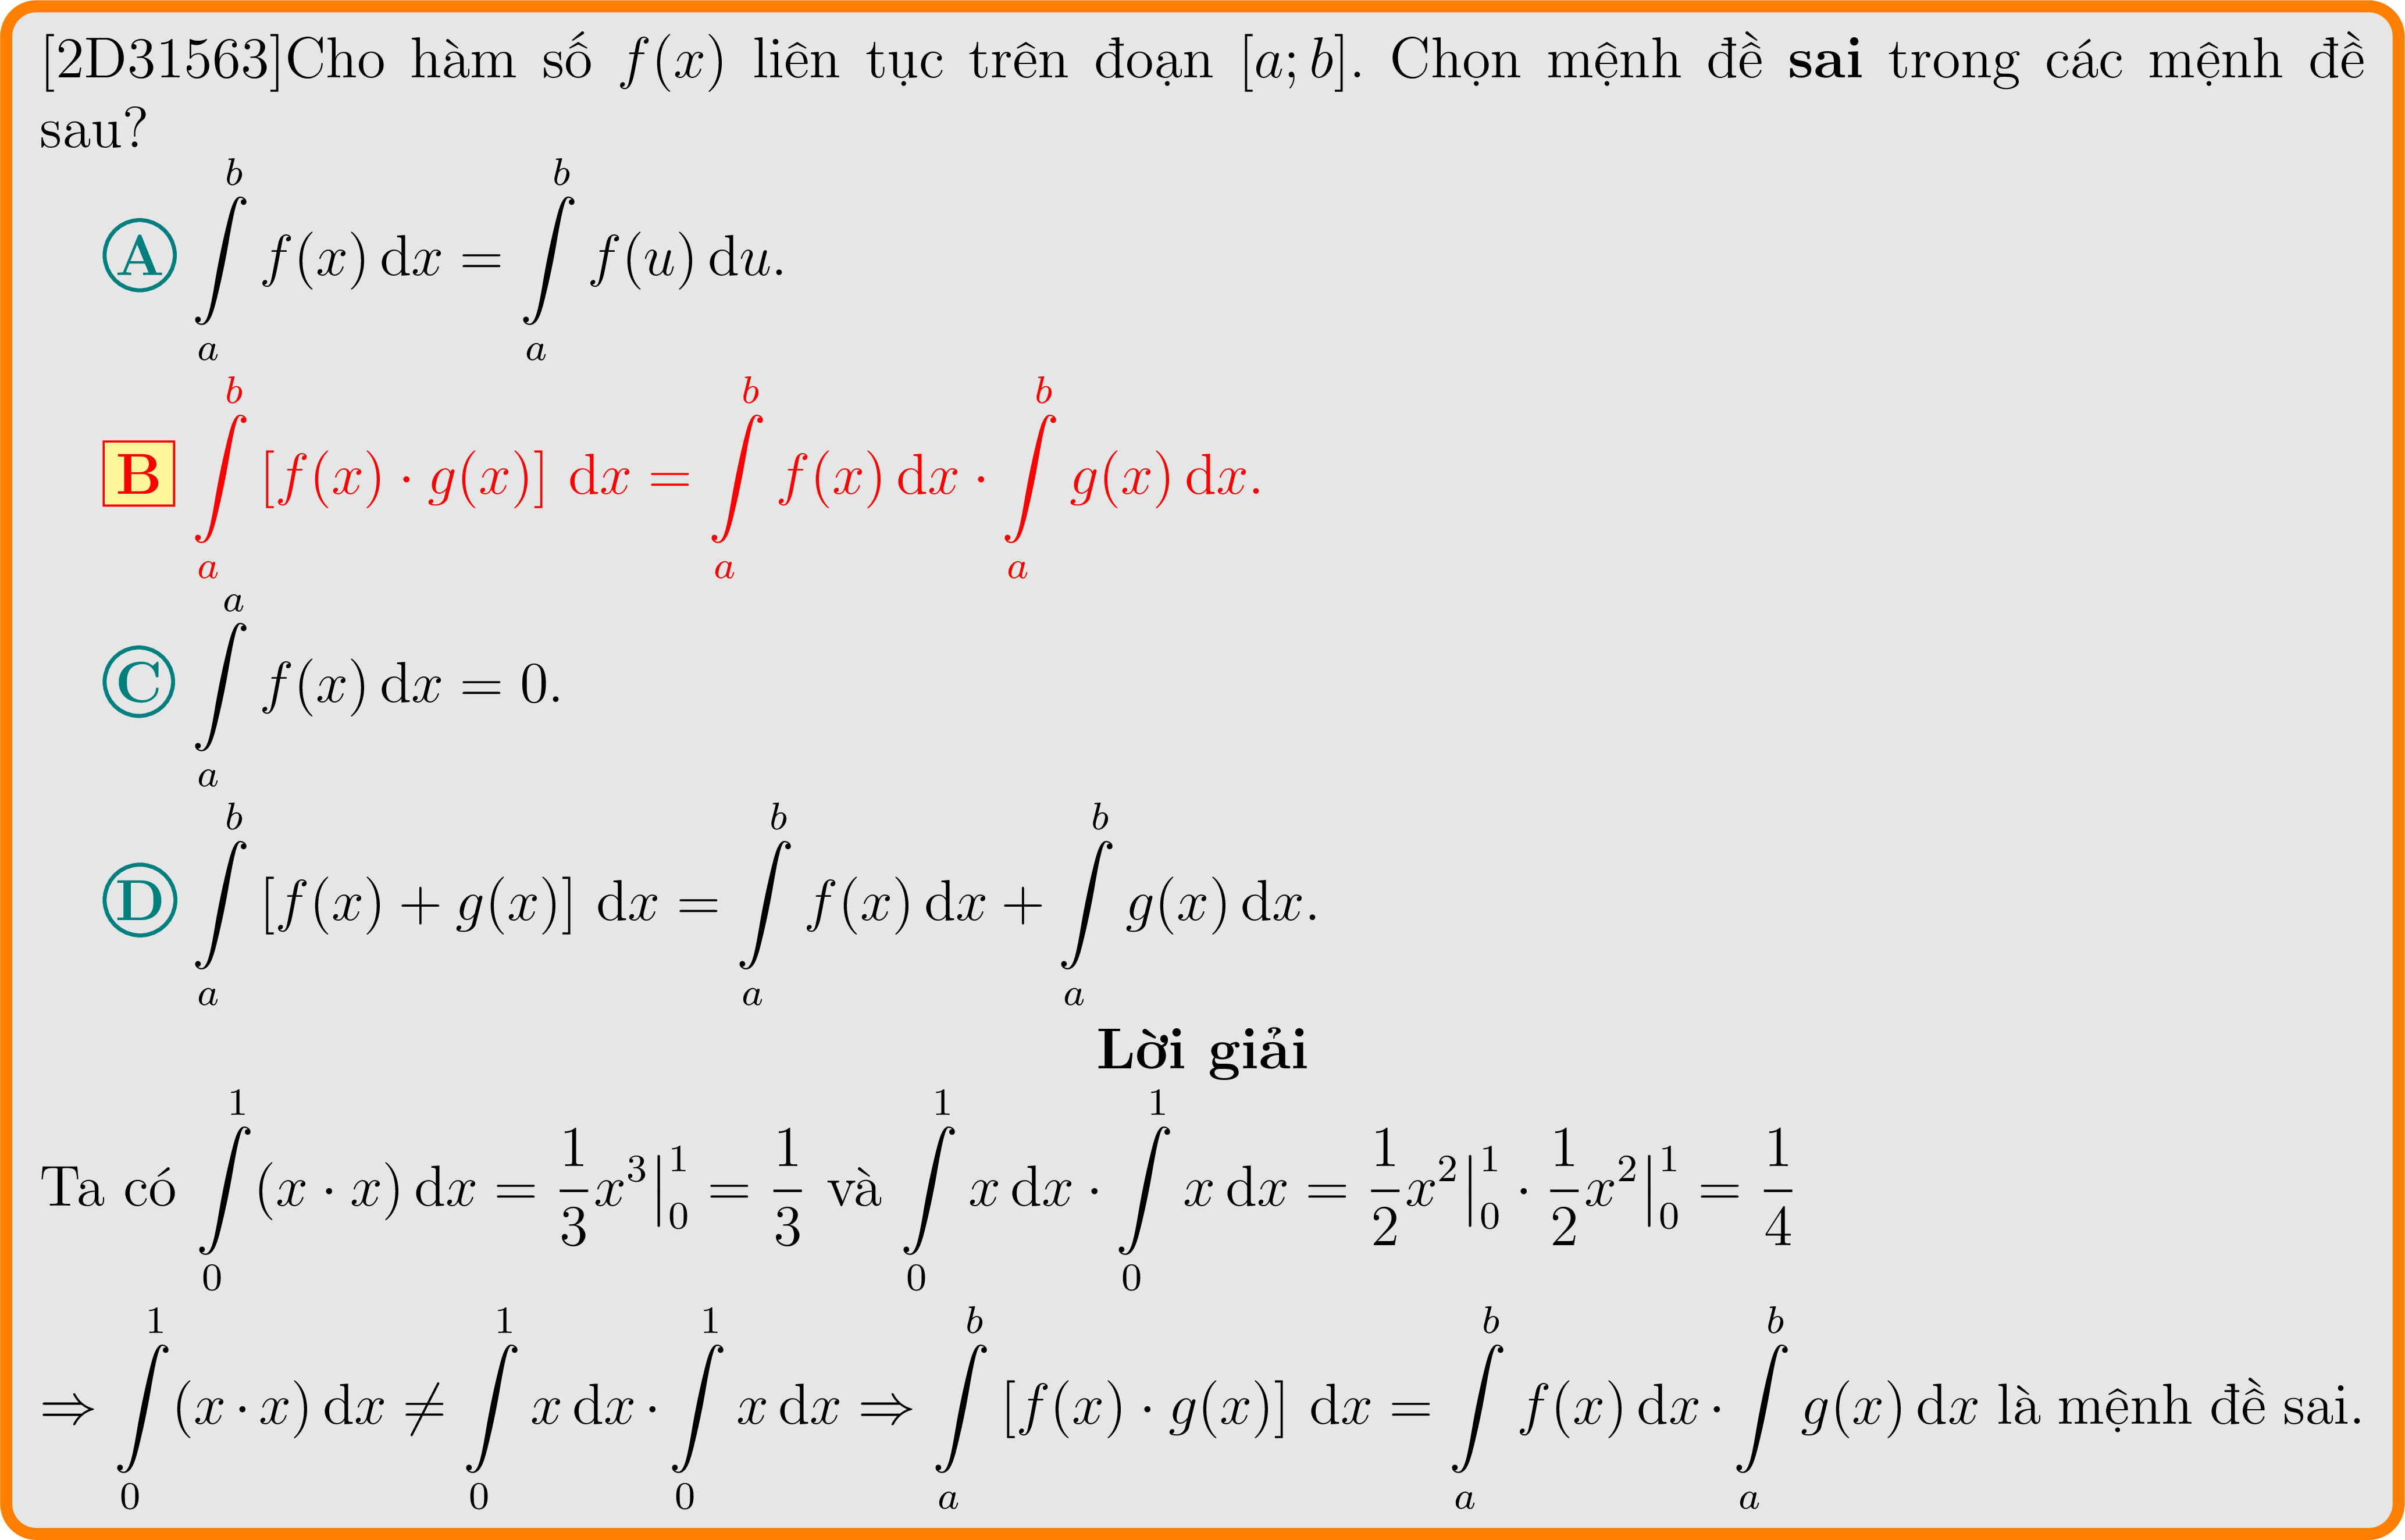 [2D31563]Cho hàm số $f(x)$ liên tục trên đoạn $[a;b]$. Chọn mệnh đề sai trong các mệnh đề
sau?
A $\int\limits_a^b f(x)\,\mathrm{d}x = \int\limits_a^b f(u)\,\mathrm{d}u$.
B $\int\limits_a^b [f(x) \cdot g(x)]\,\mathrm{d}x = \int\limits_a^b f(x)\,\mathrm{d}x \cdot \int\limits_a^b g(x)\,\mathrm{d}x$.
C $\int\limits_a^a f(x)\,\mathrm{d}x = 0$.
D $\int\limits_a^b [f(x) + g(x)]\,\mathrm{d}x = \int\limits_a^b f(x)\,\mathrm{d}x + \int\limits_a^b g(x)\,\mathrm{d}x$.
Lời giải
Ta có $\int\limits_0^1 (x \cdot x)\,\mathrm{d}x = \frac{1}{3}x^3\big|_0^1 = \frac{1}{3}$ và $\int\limits_0^1 x\,\mathrm{d}x \cdot \int\limits_0^1 x\,\mathrm{d}x = \frac{1}{2}x^2\big|_0^1 \cdot \frac{1}{2}x^2\big|_0^1 = \frac{1}{4}$
$\Rightarrow \int\limits_0^1 (x \cdot x)\,\mathrm{d}x \neq \int\limits_0^1 x\,\mathrm{d}x \cdot \int\limits_0^1 x\,\mathrm{d}x \Rightarrow \int\limits_a^b [f(x) \cdot g(x)]\,\mathrm{d}x = \int\limits_a^b f(x)\,\mathrm{d}x \cdot \int\limits_a^b g(x)\,\mathrm{d}x$ là mệnh đề sai.